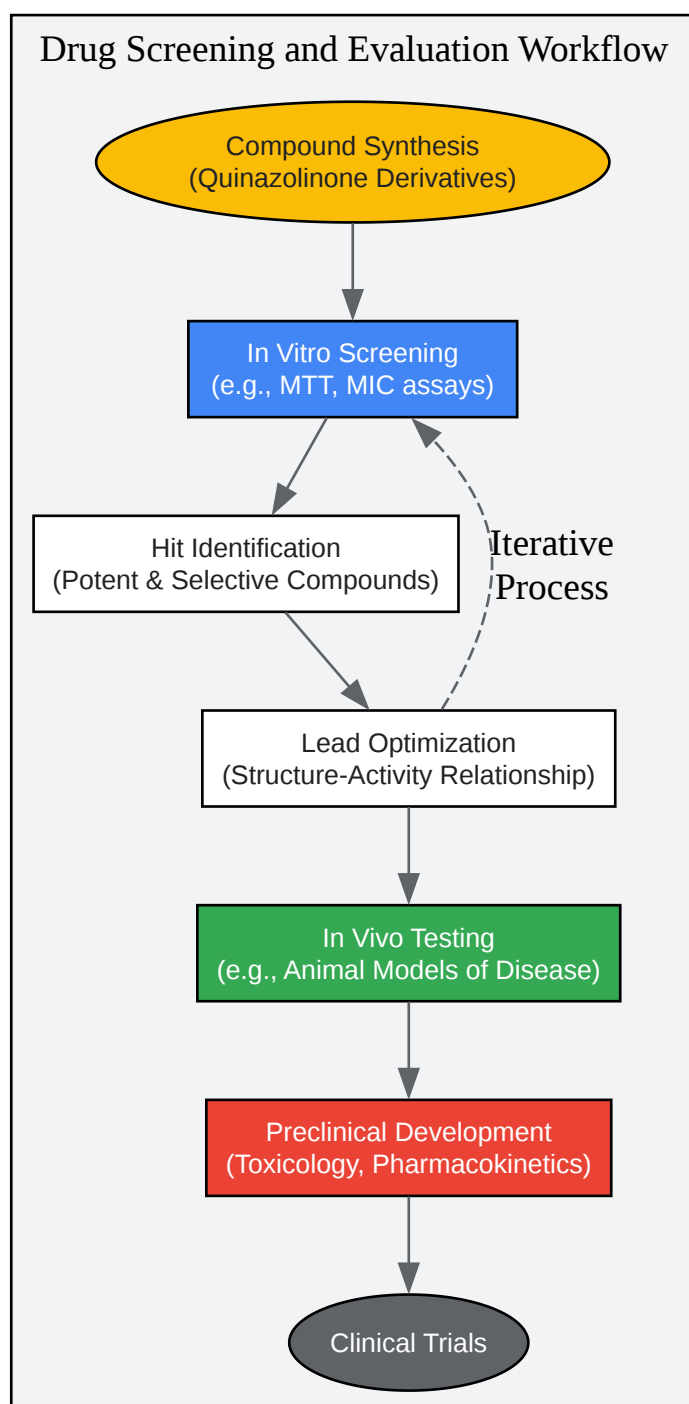 Drug Screening and Evaluation Workflow
Compound Synthesis
(Quinazolinone Derivatives)
In Vitro Screening
(e.g., MTT, MIC assays)
Hit Identification
(Potent & Selective Compounds)
Iterative
Process
Lead Optimization
(Structure-Activity Relationship)
In Vivo Testing
(e.g., Animal Models of Disease)
Preclinical Development
(Toxicology, Pharmacokinetics)
Clinical Trials